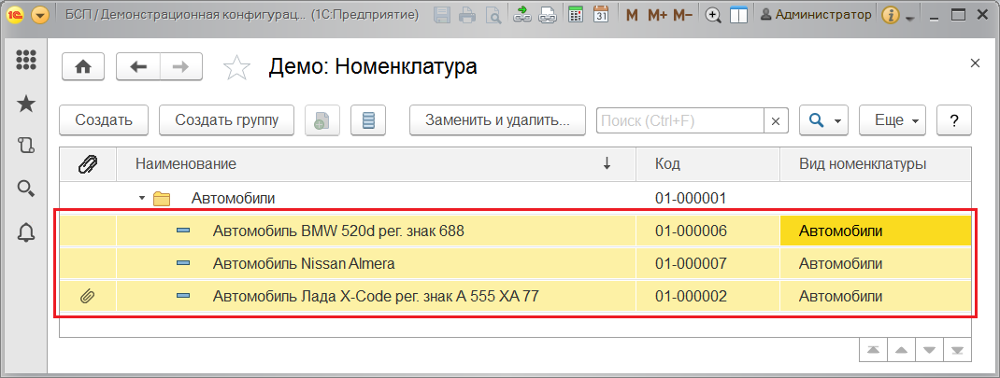 1С БСП / Демонстрационная конфигурац... (1С:Предприятие) 31 M M+ M− Администратор i
Демо: Номенклатура ×
Создать Создать группу Заменить и удалить... Поиск (Ctrl+F) × Еще ?
Наименование ↓ Код Вид номенклатуры
Автомобили 01-000001
Автомобиль BMW 520d рег. знак 688 01-000006 Автомобили
Автомобиль Nissan Almera 01-000007 Автомобили
Автомобиль Лада X-Code рег. знак А 555 ХА 77 01-000002 Автомобили